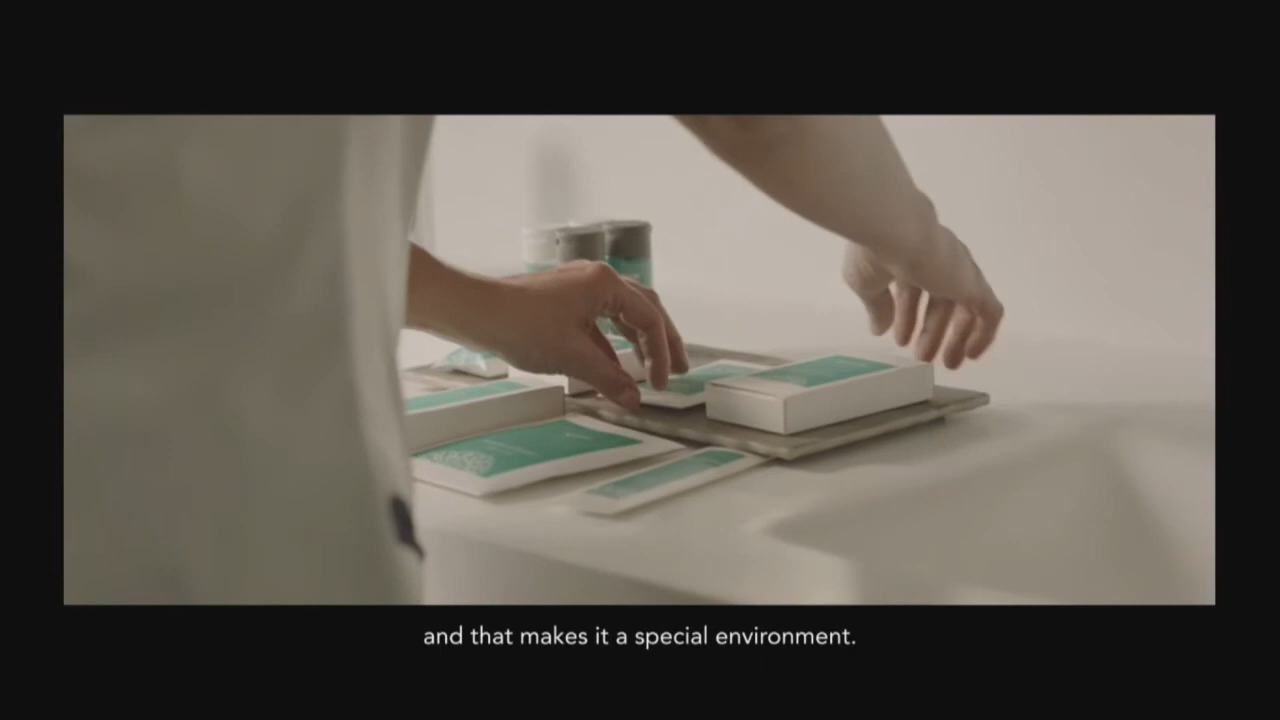 and that makes it a special environment.